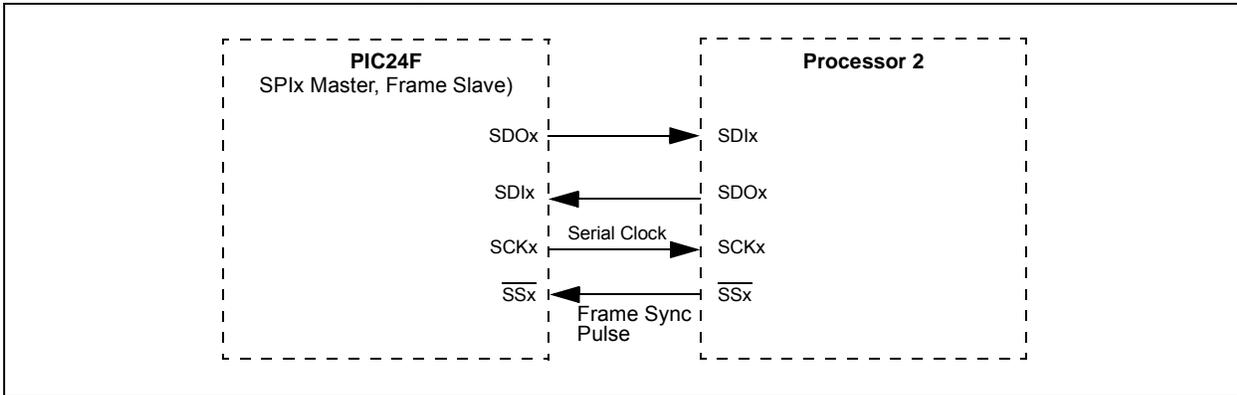 PIC24F
SPIx Master, Frame Slave)
Processor 2
SDOx
SDIx
SDIx
SDOx
SCKx
Serial Clock
SCKx
SSx
Frame Sync
Pulse
SSx